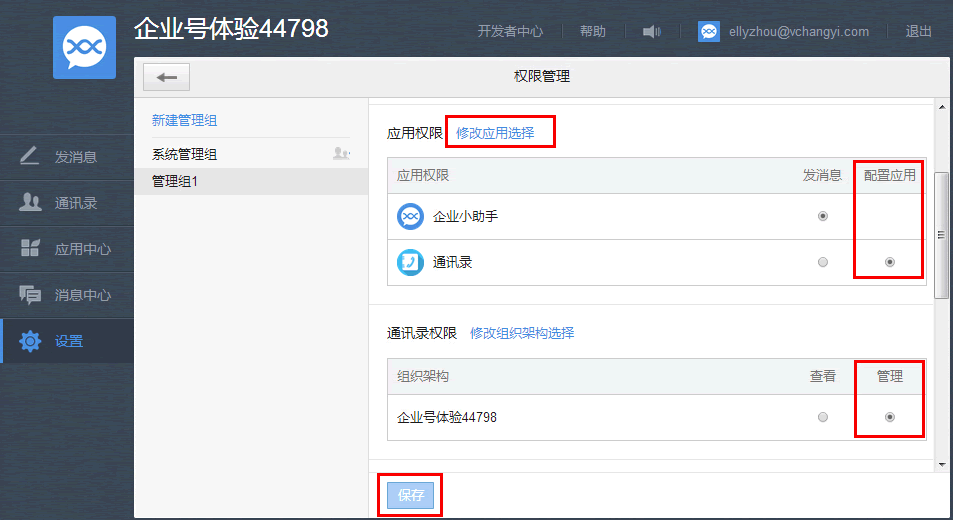 企业号体验44798
开发者中心 帮助 ellyzhou@vchangyi.com 退出
权限管理
发消息
通讯录
应用中心
消息中心
设置
新建管理组
系统管理组
管理组1
应用权限 修改应用选择
应用权限 发消息 配置应用
企业小助手
通讯录
通讯录权限 修改组织架构选择
组织架构 查看 管理
企业号体验44798
保存